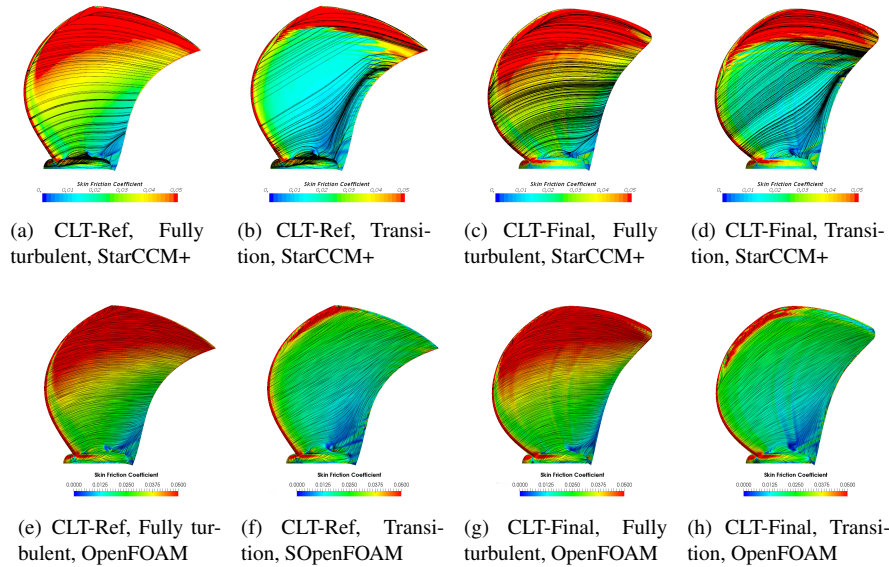 Skin Friction Coefficient Skin Friction Coefficient Skin Friction Coefficient Skin Friction Coefficient
0, 0,01 0,02 0,03 0,04 0,05 0, 0,01 0,02 0,03 0,04 0,05 0, 0,01 0,02 0,03 0,04 0,05 0, 0,01 0,02 0,03 0,04 0,05
(a) CLT-Ref, Fully
turbulent, StarCCM+
(b) CLT-Ref, Transi-
tion, StarCCM+
(c) CLT-Final, Fully
turbulent, StarCCM+
(d) CLT-Final, Transi-
tion, StarCCM+
Skin Friction Coefficient Skin Friction Coefficient Skin Friction Coefficient Skin Friction Coefficient
0.0000 0.0125 0.0250 0.0375 0.0500 0.0000 0.0125 0.0250 0.0375 0.0500 0.0000 0.0125 0.0250 0.0375 0.0500 0.0000 0.0125 0.0250 0.0375 0.0500
(e) CLT-Ref, Fully tur-
bulent, OpenFOAM
(f) CLT-Ref, Transi-
tion, SOpenFOAM
(g) CLT-Final, Fully
turbulent, OpenFOAM
(h) CLT-Final, Transi-
tion, OpenFOAM